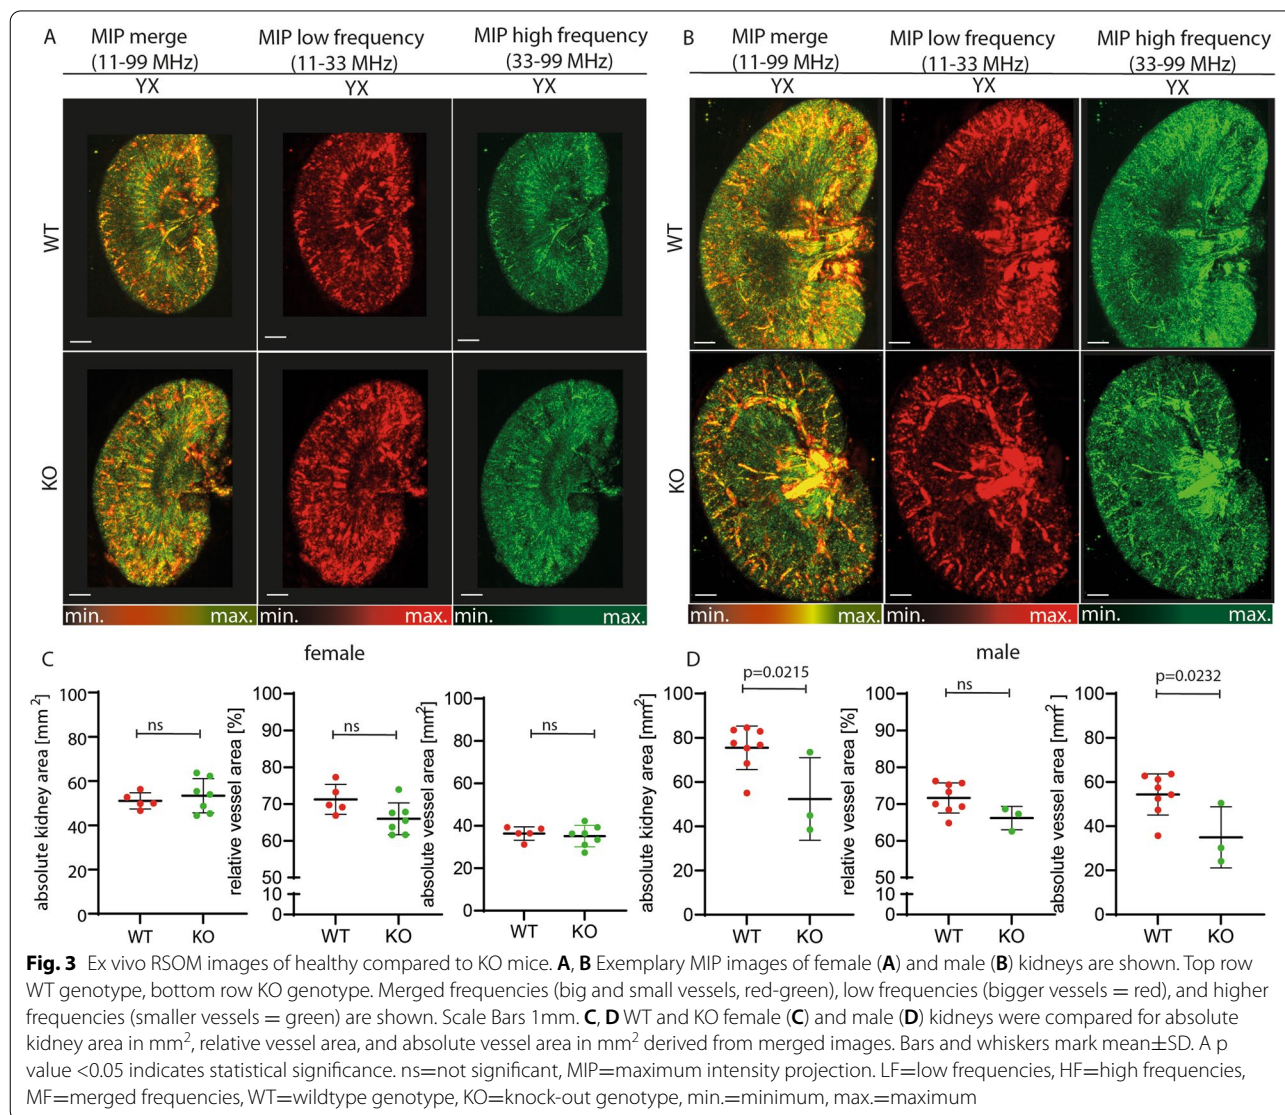 A
MIP merge
(11-99 MHz)
MIP low frequency
(11-33 MHz)
MIP high frequency
(33-99 MHz)
YX
YX
YX
WT
KO
min.
max.
min.
max.
min.
max.
B
MIP merge
(11-99 MHz)
MIP low frequency
(11-33 MHz)
MIP high frequency
(33-99 MHz)
YX
YX
YX
WT
KO
min.
max.
min.
max.
min.
max.
C
female
absolute kidney area [mm²]
100
80
60
40
20
0
ns
WT
KO
relative vessel area [%]
100
90
80
70
60
50
10
0
ns
WT
KO
absolute vessel area [mm²]
100
80
60
40
20
0
ns
WT
KO
D
male
absolute kidney area [mm²]
100
80
60
40
20
0
p=0.0215
WT
KO
relative vessel area [%]
100
90
80
70
60
50
10
0
ns
WT
KO
absolute vessel area [mm²]
100
80
60
40
20
0
p=0.0232
WT
KO
Fig. 3 Ex vivo RSOM images of healthy compared to KO mice. A, B Exemplary MIP images of female (A) and male (B) kidneys are shown. Top row
WT genotype, bottom row KO genotype. Merged frequencies (big and small vessels, red-green), low frequencies (bigger vessels = red), and higher
frequencies (smaller vessels = green) are shown. Scale Bars 1mm. C, D WT and KO female (C) and male (D) kidneys were compared for absolute
kidney area in mm², relative vessel area, and absolute vessel area in mm² derived from merged images. Bars and whiskers mark mean±SD. A p
value <0.05 indicates statistical significance. ns=not significant, MIP=maximum intensity projection. LF=low frequencies, HF=high frequencies,
MF=merged frequencies, WT=wildtype genotype, KO=knock-out genotype, min.=minimum, max.=maximum